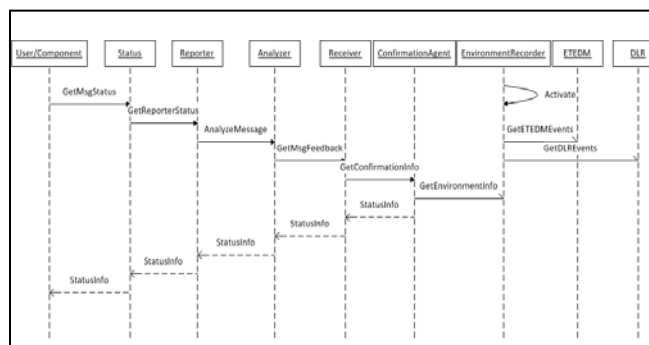 User/Component
Status
Reporter
Analyzer
Receiver
ConfirmationAgent
EnvironmentRecorder
ETEDM
DLR
GetMsgStatus
Activate
GetReporterStatus
AnalyzeMessage
GetETEDMEvents
GetMsgFeedback
GetDLREvents
GetConfirmationInfo
GetEnvironmentInfo
StatusInfo
StatusInfo
StatusInfo
StatusInfo
StatusInfo